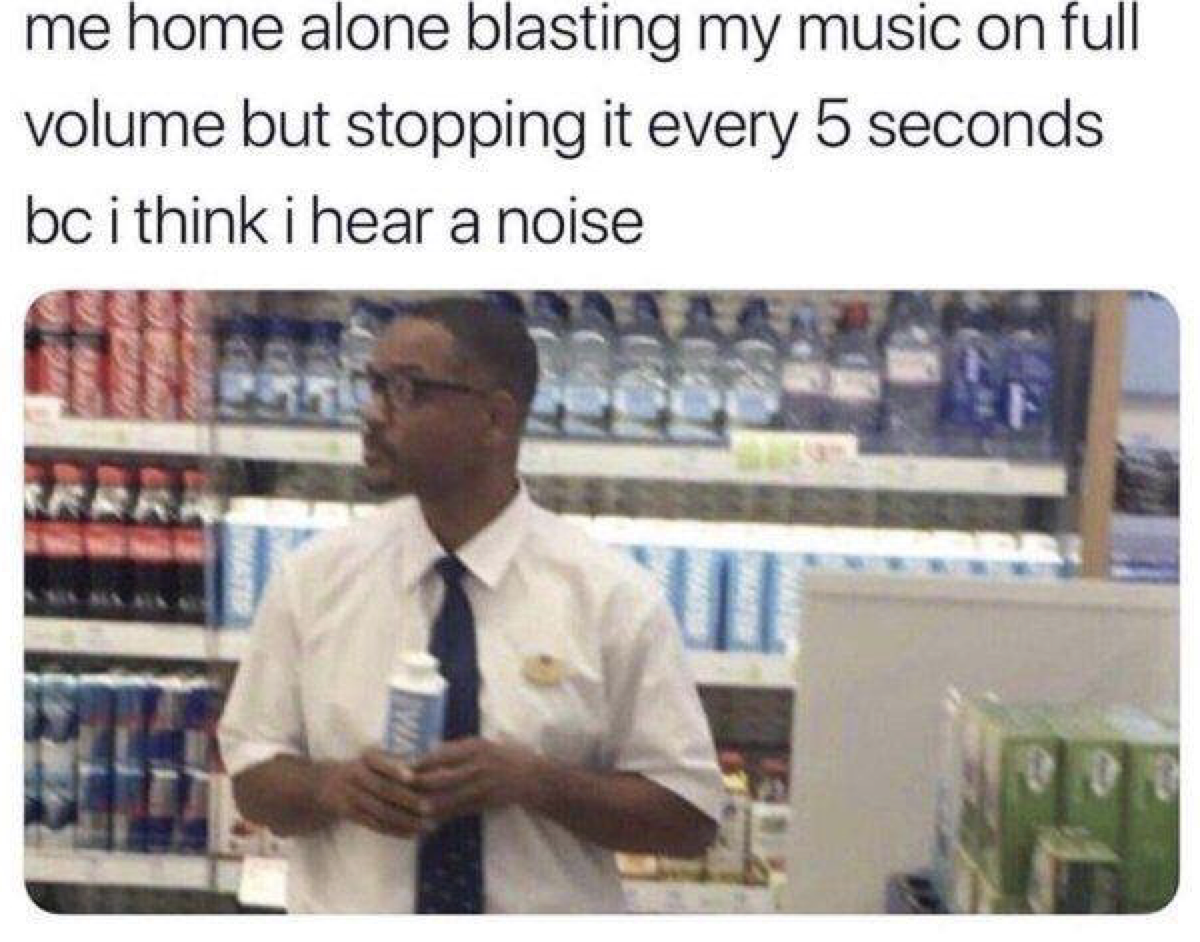 me home alone blasting my music on full
volume but stopping it every 5 seconds
bc i think i hear a noise